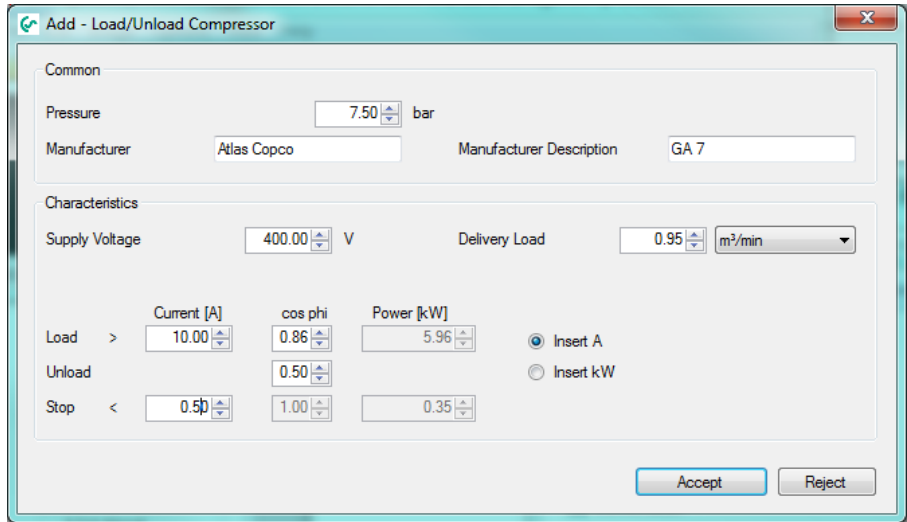 Add - Load/Unload Compressor
Common
Pressure 7.50 bar
Manufacturer Atlas Copco Manufacturer Description GA 7
Characteristics
Supply Voltage 400.00 V Delivery Load 0.95 m³/min
Current [A] cos phi Power [kW]
Load > 10.00 0.86 5.96 Insert A
Unload 0.50 Insert kW
Stop < 0.50 1.00 0.35
Accept Reject